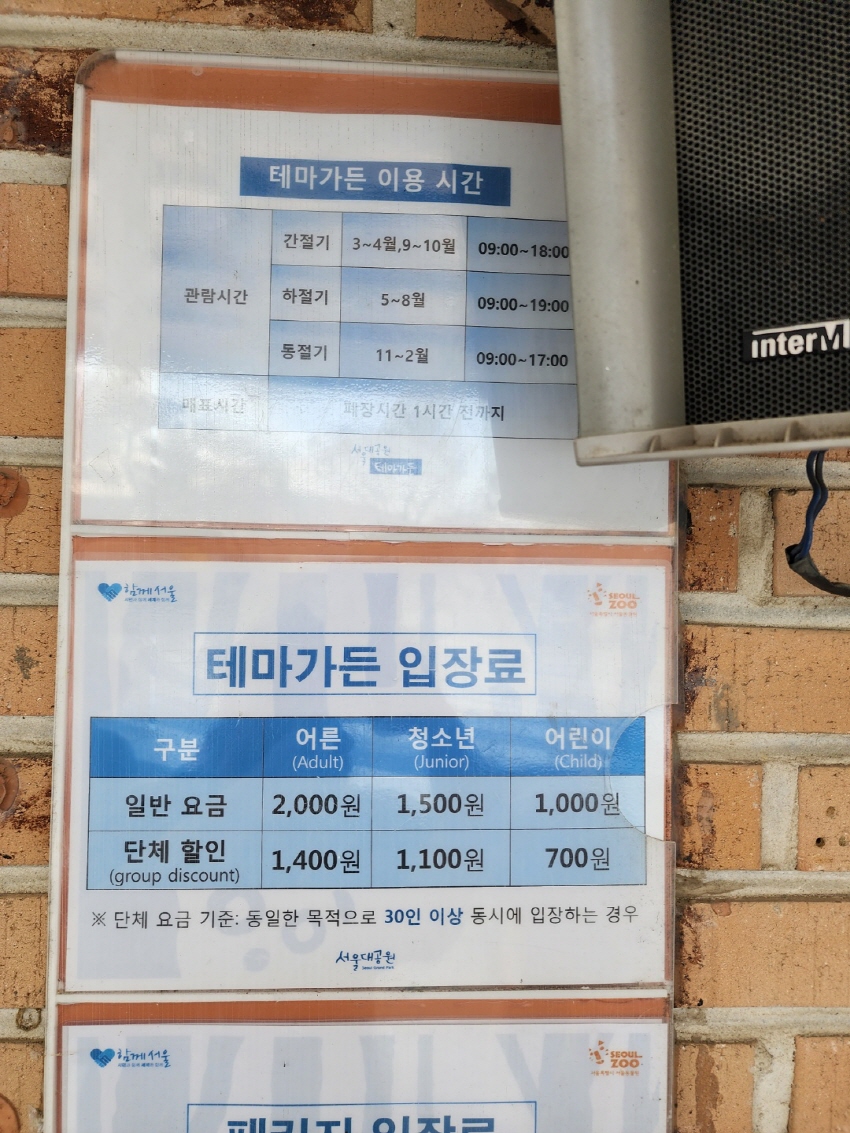 테마가든 이용 시간
관람시간 간절기 3~4월,9~10월 09:00~18:00
하절기 5~8월 09:00~19:00
동절기 11~2월 09:00~17:00
매표시간 폐장시간 1시간 전까지
서울대공원
테마가든
interM
함께서울
SEOUL ZOO
테마가든 입장료
구분 어른 (Adult) 청소년 (Junior) 어린이 (Child)
일반 요금 2,000원 1,500원 1,000원
단체 할인 (group discount) 1,400원 1,100원 700원
※ 단체 요금 기준: 동일한 목적으로 30인 이상 동시에 입장하는 경우
서울대공원
Seoul Grand Park
함께서울
SEOUL ZOO
패키지 입장료